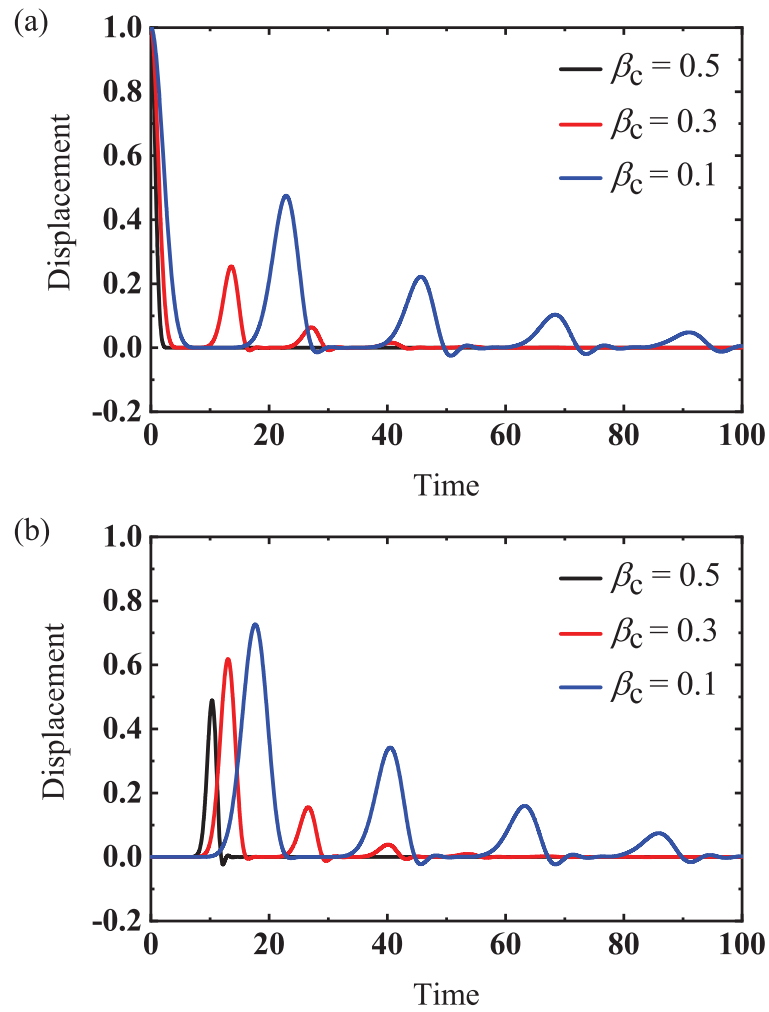 (a)
1.0
0.8
0.6
0.4
0.2
0.0
-0.2
Displacement
βc = 0.5
βc = 0.3
βc = 0.1
0 20 40 60 80 100
Time
(b)
1.0
0.8
0.6
0.4
0.2
0.0
-0.2
Displacement
βc = 0.5
βc = 0.3
βc = 0.1
0 20 40 60 80 100
Time